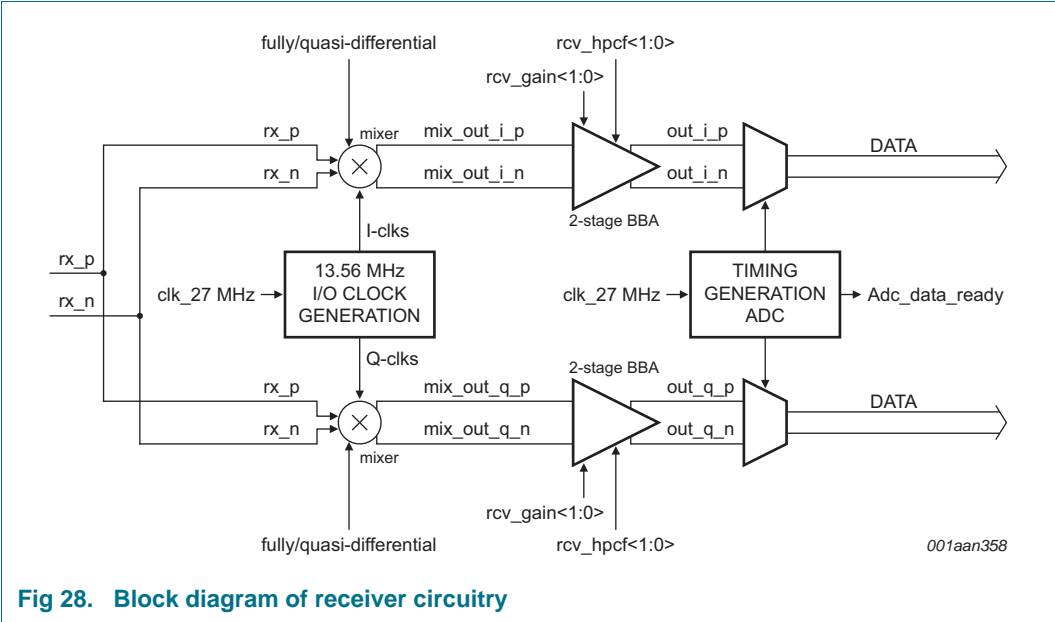 fully/quasi-differential
rcv_hpcf<1:0>
rcv_gain<1:0>
rx_p
mixer
mix_out_i_p
out_i_p
DATA
rx_n
mix_out_i_n
out_i_n
2-stage BBA
I-clks
rx_p
rx_n
clk_27 MHz
13.56 MHz
I/O CLOCK
GENERATION
clk_27 MHz
TIMING
GENERATION
ADC
Adc_data_ready
Q-clks
2-stage BBA
rx_p
mix_out_q_p
out_q_p
DATA
rx_n
mixer
mix_out_q_n
out_q_n
rcv_gain<1:0>
fully/quasi-differential
rcv_hpcf<1:0>
001aan358
Fig 28. Block diagram of receiver circuitry